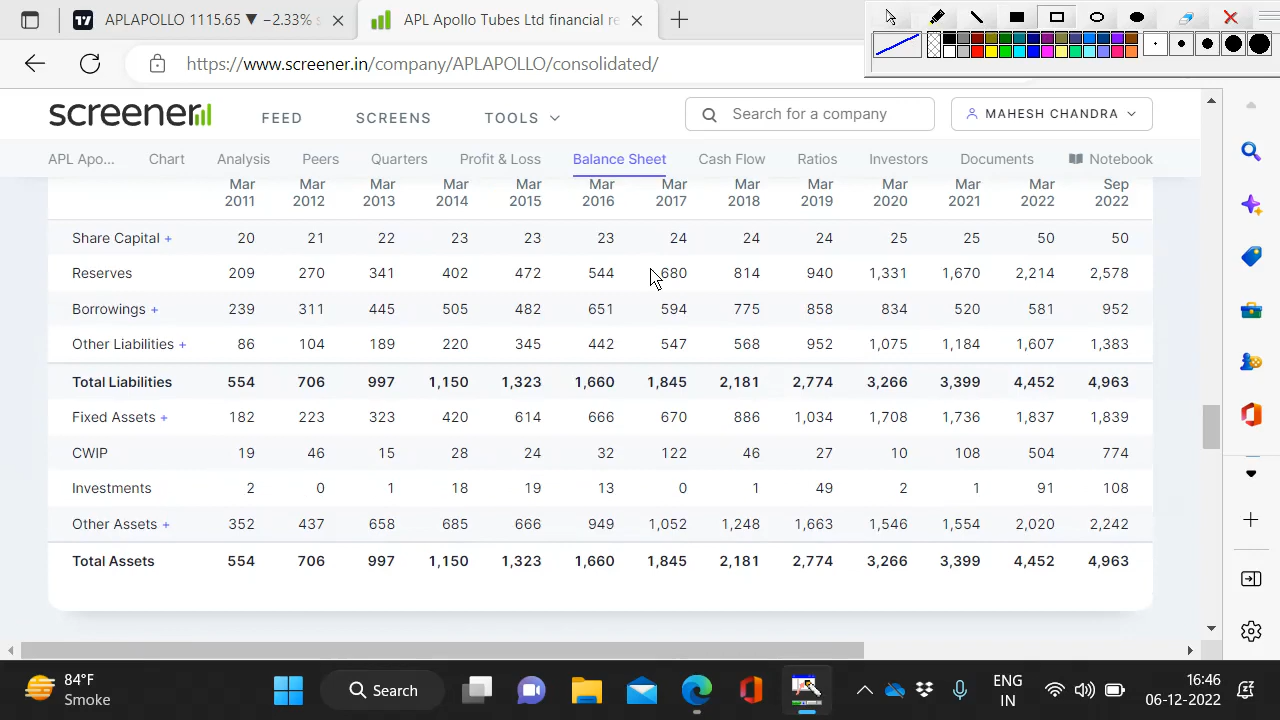 APLAPOLLO 1115.65 ▼ −2.33%
APL Apollo Tubes Ltd financial re
https://www.screener.in/company/APLAPOLLO/consolidated/
screener
FEED SCREENS TOOLS
Search for a company
MAHESH CHANDRA
APL Apo... Chart Analysis Peers Quarters Profit & Loss Balance Sheet Cash Flow Ratios Investors Documents Notebook
Mar Mar Mar Mar Mar Mar Mar Mar Mar Mar Mar Mar Sep
2011 2012 2013 2014 2015 2016 2017 2018 2019 2020 2021 2022 2022
Share Capital + 20 21 22 23 23 23 24 24 24 25 25 50 50
Reserves 209 270 341 402 472 544 680 814 940 1,331 1,670 2,214 2,578
Borrowings + 239 311 445 505 482 651 594 775 858 834 520 581 952
Other Liabilities + 86 104 189 220 345 442 547 568 952 1,075 1,184 1,607 1,383
Total Liabilities 554 706 997 1,150 1,323 1,660 1,845 2,181 2,774 3,266 3,399 4,452 4,963
Fixed Assets + 182 223 323 420 614 666 670 886 1,034 1,708 1,736 1,837 1,839
CWIP 19 46 15 28 24 32 122 46 27 10 108 504 774
Investments 2 0 1 18 19 13 0 1 49 2 1 91 108
Other Assets + 352 437 658 685 666 949 1,052 1,248 1,663 1,546 1,554 2,020 2,242
Total Assets 554 706 997 1,150 1,323 1,660 1,845 2,181 2,774 3,266 3,399 4,452 4,963
84°F
Smoke
Search
ENG
IN
16:46
06-12-2022